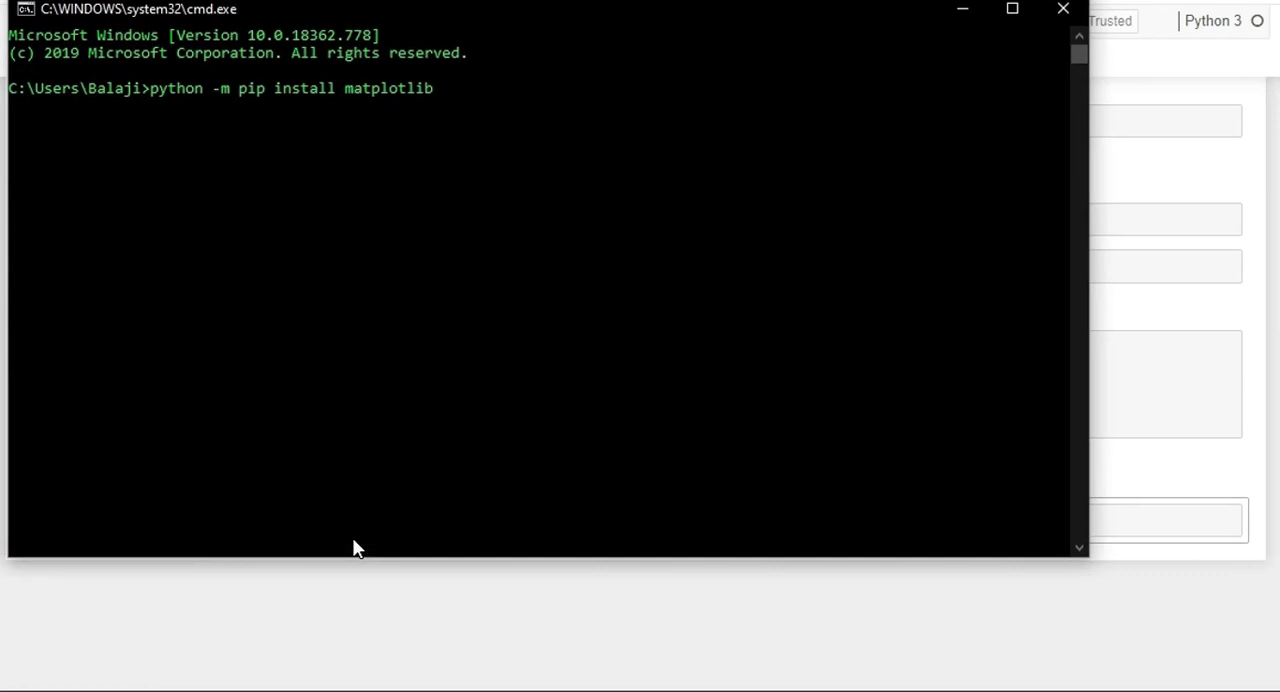 C:\WINDOWS\system32\cmd.exe
Trusted
Python 3
Microsoft Windows [Version 10.0.18362.778]
(c) 2019 Microsoft Corporation. All rights reserved.
C:\Users\Balaji>python -m pip install matplotlib